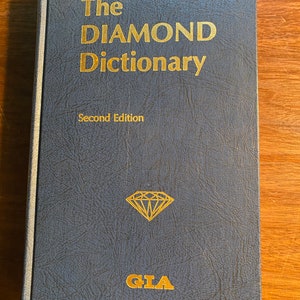 The
DIAMOND
Dictionary
Second Edition
GIA